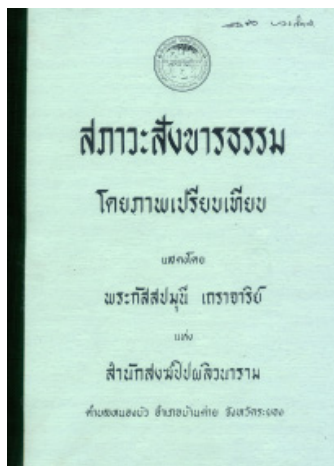 สภาวะสังขารธรรม
โดยภาพเปรียบเทียบ
แสดงโดย
พระกัสสปมุนี เถราจาริย์
แห่ง
สำนักสงฆ์ปิปผลิวนาราม
ตำบลหนองบัว อำเภอบ้านค่าย จังหวัดระยอง